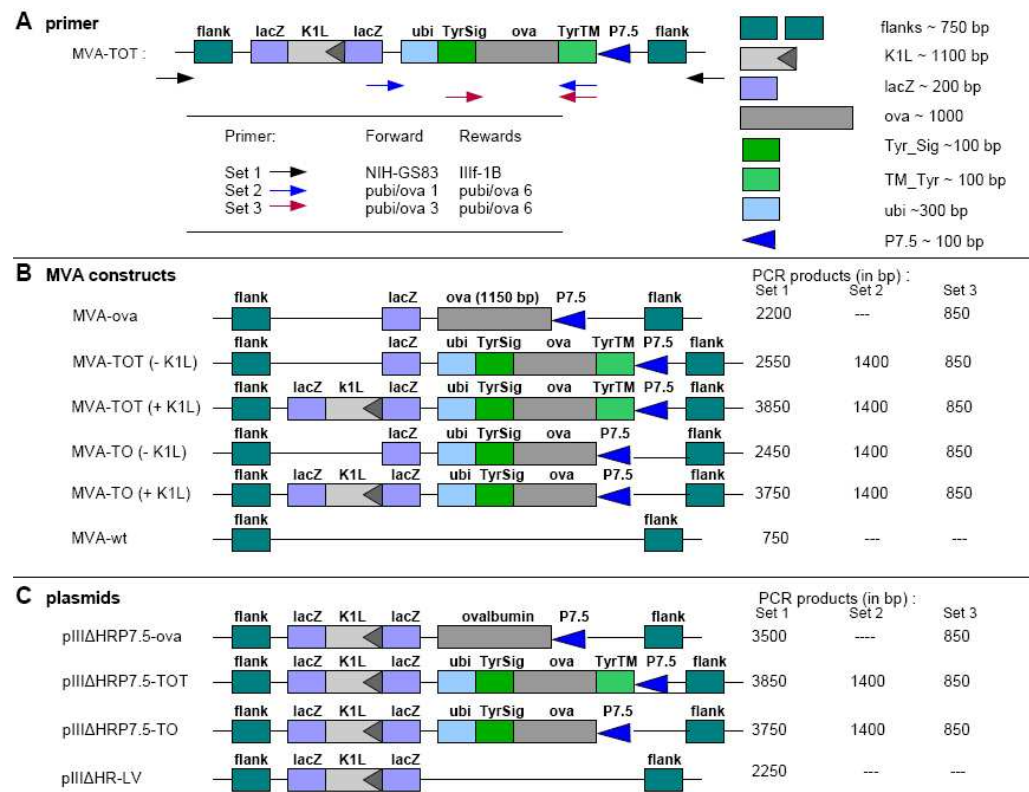 A primer
flank lacZ K1L lacZ ubi TyrSig ova TyrTM P7.5 flank
MVA-TOT :
Primer: Forward Rewards
Set 1 NIH-GS83 IIIf-1B
Set 2 pubi/ova 1 pubi/ova 6
Set 3 pubi/ova 3 pubi/ova 6
flanks ~ 750 bp
K1L ~ 1100 bp
lacZ ~ 200 bp
ova ~ 1000
Tyr_Sig ~100 bp
TM_Tyr ~ 100 bp
ubi ~300 bp
P7.5 ~ 100 bp
B MVA constructs
PCR products (in bp) :
Set 1 Set 2 Set 3
flank lacZ ova (1150 bp) P7.5 flank
MVA-ova 2200 --- 850
flank lacZ ubi TyrSig ova TyrTM P7.5 flank
MVA-TOT (- K1L) 2550 1400 850
flank lacZ k1L lacZ ubi TyrSig ova TyrTM P7.5 flank
MVA-TOT (+ K1L) 3850 1400 850
flank lacZ ubi TyrSig ova P7.5 flank
MVA-TO (- K1L) 2450 1400 850
flank lacZ K1L lacZ ubi TyrSig ova P7.5 flank
MVA-TO (+ K1L) 3750 1400 850
flank flank
MVA-wt 750 --- ---
C plasmids
PCR products (in bp) :
Set 1 Set 2 Set 3
flank lacZ K1L lacZ ovalbumin P7.5 flank
pIIIΔHRP7.5-ova 3500 ---- 850
flank lacZ K1L lacZ ubi TyrSig ova TyrTM P7.5 flank
pIIIΔHRP7.5-TOT 3850 1400 850
flank lacZ K1L lacZ ubi TyrSig ova P7.5 flank
pIIIΔHRP7.5-TO 3750 1400 850
flank lacZ K1L lacZ flank
pIIIΔHR-LV 2250 --- ---